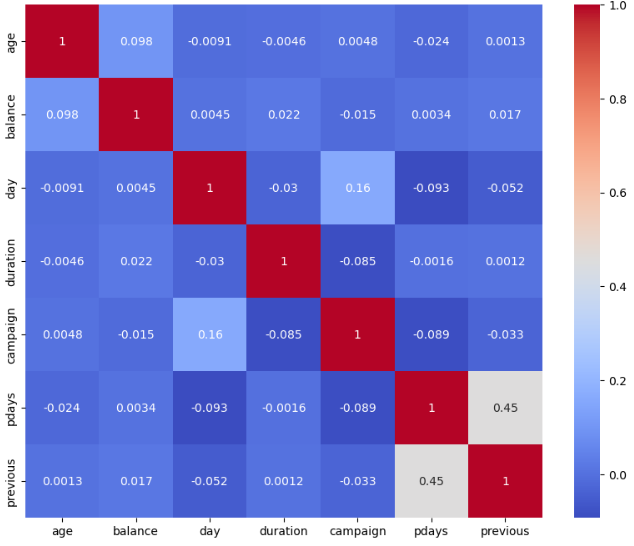 age 1 0.098 -0.0091 -0.0046 0.0048 -0.024 0.0013
balance 0.098 1 0.0045 0.022 -0.015 0.0034 0.017
day -0.0091 0.0045 1 -0.03 0.16 -0.093 -0.052
duration -0.0046 0.022 -0.03 1 -0.085 -0.0016 0.0012
campaign 0.0048 -0.015 0.16 -0.085 1 -0.089 -0.033
pdays -0.024 0.0034 -0.093 -0.0016 -0.089 1 0.45
previous 0.0013 0.017 -0.052 0.0012 -0.033 0.45 1
age balance day duration campaign pdays previous
1.0
0.8
0.6
0.4
0.2
0.0